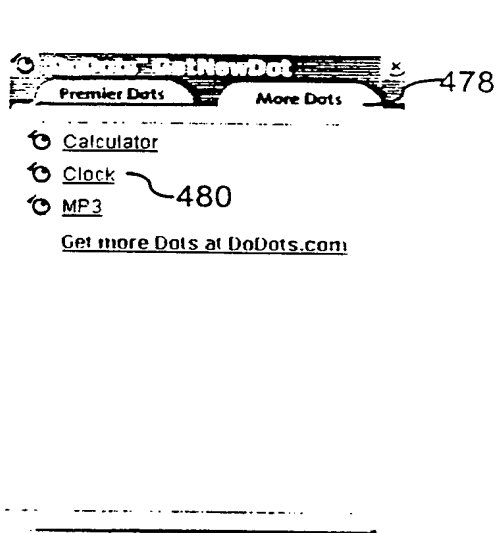 DoDots GetNewDot x
Premier Dots More Dots
478
Calculator
Clock
480
MP3
Get more Dots at DoDots.com